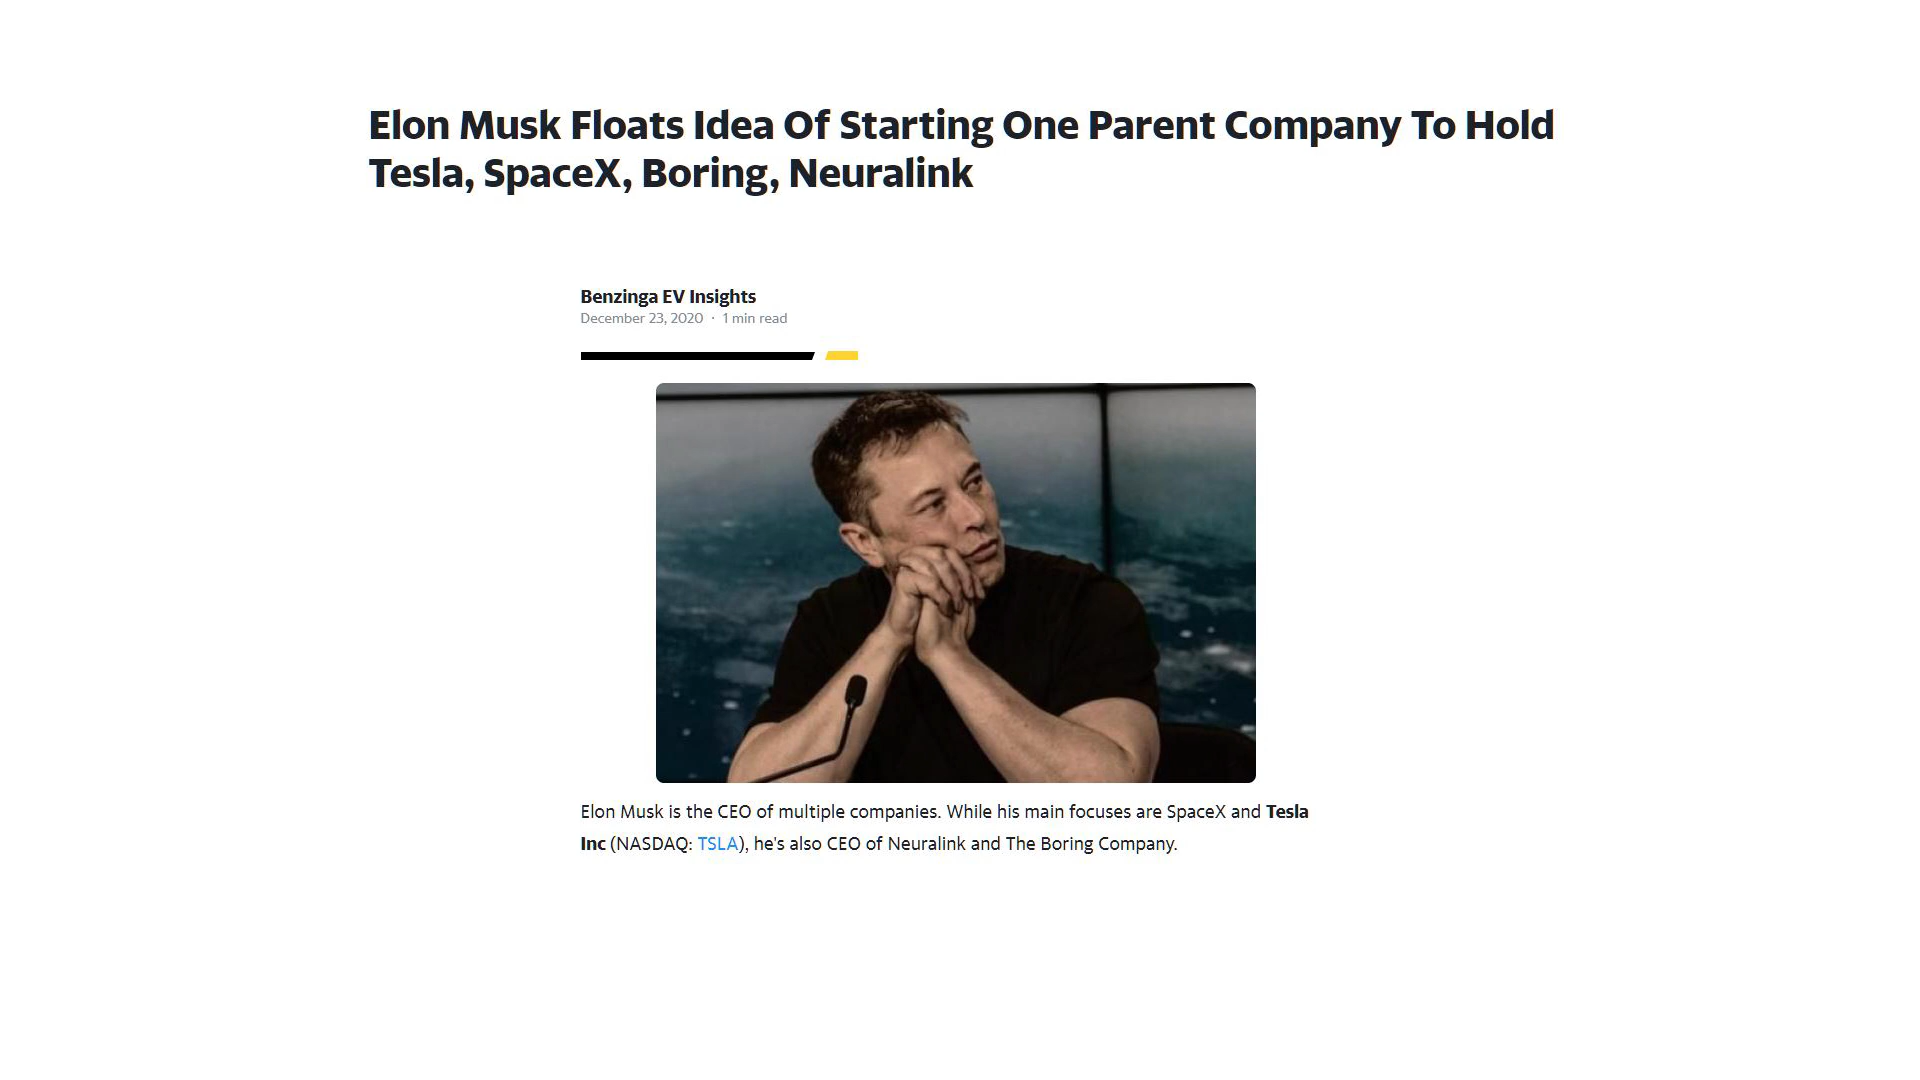 Elon Musk Floats Idea Of Starting One Parent Company To Hold
Tesla, SpaceX, Boring, Neuralink
Benzinga EV Insights
December 23, 2020 · 1 min read
Elon Musk is the CEO of multiple companies. While his main focuses are SpaceX and Tesla
Inc (NASDAQ: TSLA), he's also CEO of Neuralink and The Boring Company.